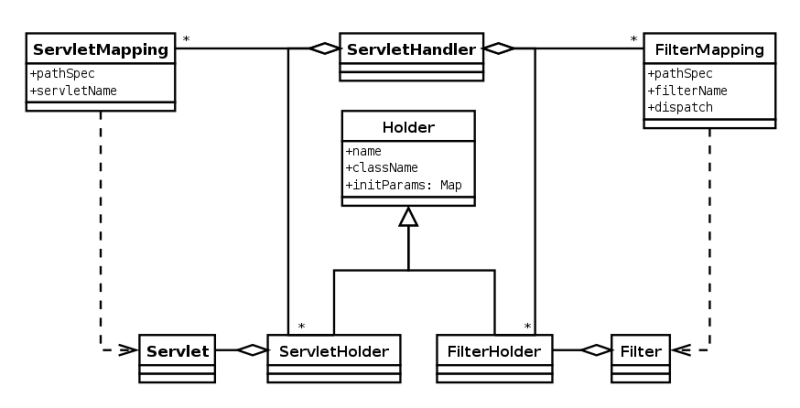 ServletMapping
+pathSpec
+servletName
*
ServletHandler
*
FilterMapping
+pathSpec
+filterName
+dispatch
Holder
+name
+className
+initParams: Map
*
*
Servlet
ServletHolder
FilterHolder
Filter